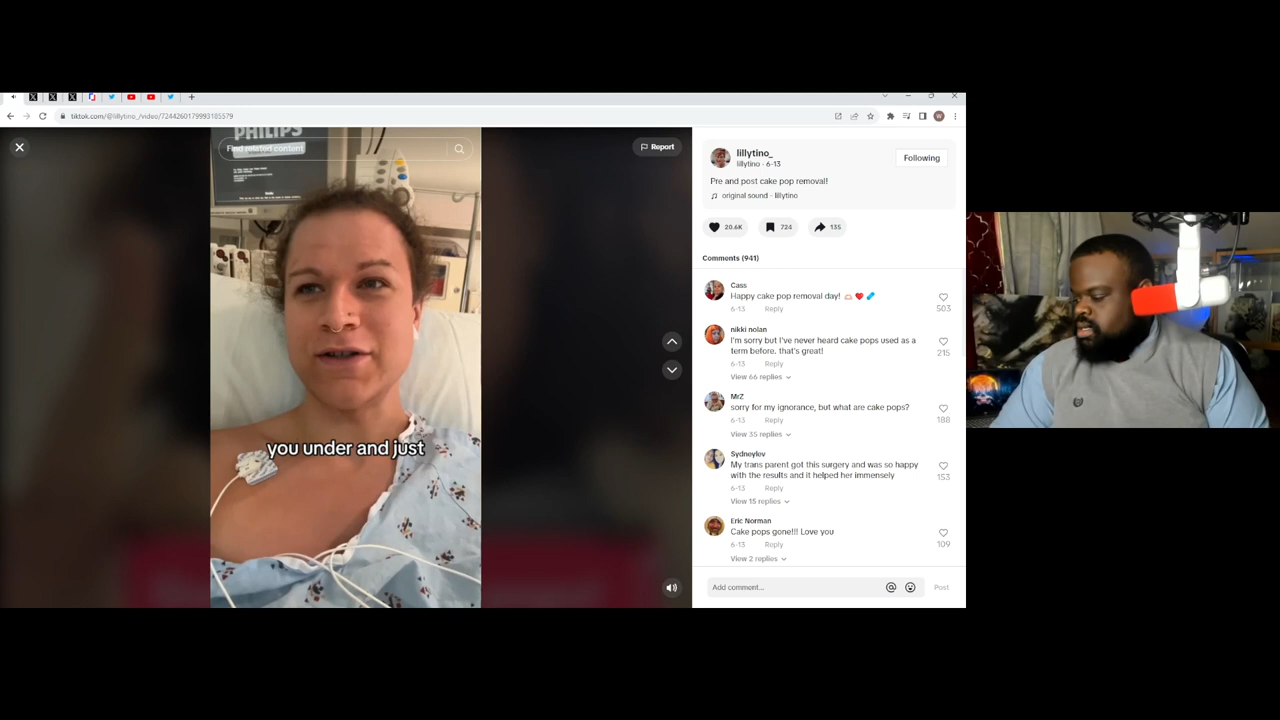 tiktok.com/@lillytino_/video/7244260179993185579
PHILIPS
Find related content
Report
you under and just
lillytino_
lillytino · 6-13
Following
Pre and post cake pop removal!
original sound - lillytino
20.6K
724
135
Comments (941)
Cass
Happy cake pop removal day!
6-13 Reply
503
nikki nolan
I'm sorry but I've never heard cake pops used as a
term before. that's great!
6-13 Reply
215
View 66 replies
MrZ
sorry for my ignorance, but what are cake pops?
6-13 Reply
188
View 35 replies
Sydneylov
My trans parent got this surgery and was so happy
with the results and it helped her immensely
6-13 Reply
153
View 15 replies
Eric Norman
Cake pops gone!!! Love you
6-13 Reply
109
View 2 replies
Add comment...
Post